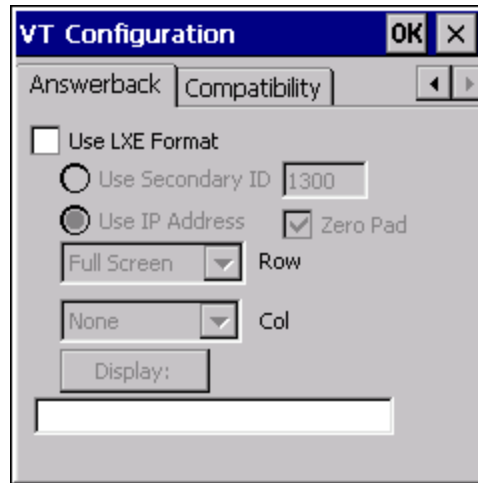 VT Configuration OK
Answerback Compatibility
Use LXE Format
Use Secondary ID 1300
Use IP Address Zero Pad
Full Screen Row
None Col
Display: